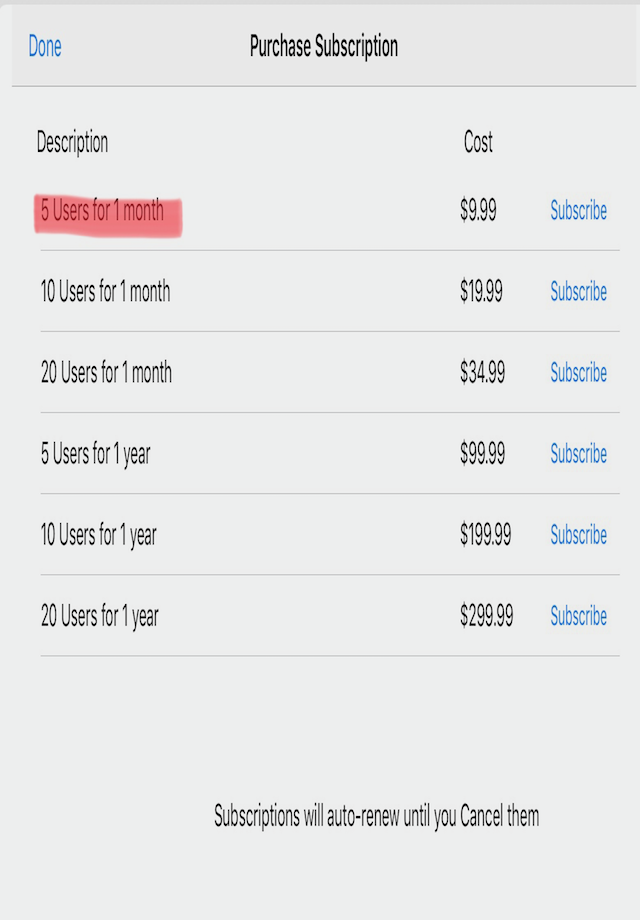 Done Purchase Subscription
Description Cost
5 Users for 1 month $9.99 Subscribe
10 Users for 1 month $19.99 Subscribe
20 Users for 1 month $34.99 Subscribe
5 Users for 1 year $99.99 Subscribe
10 Users for 1 year $199.99 Subscribe
20 Users for 1 year $299.99 Subscribe
Subscriptions will auto-renew until you Cancel them